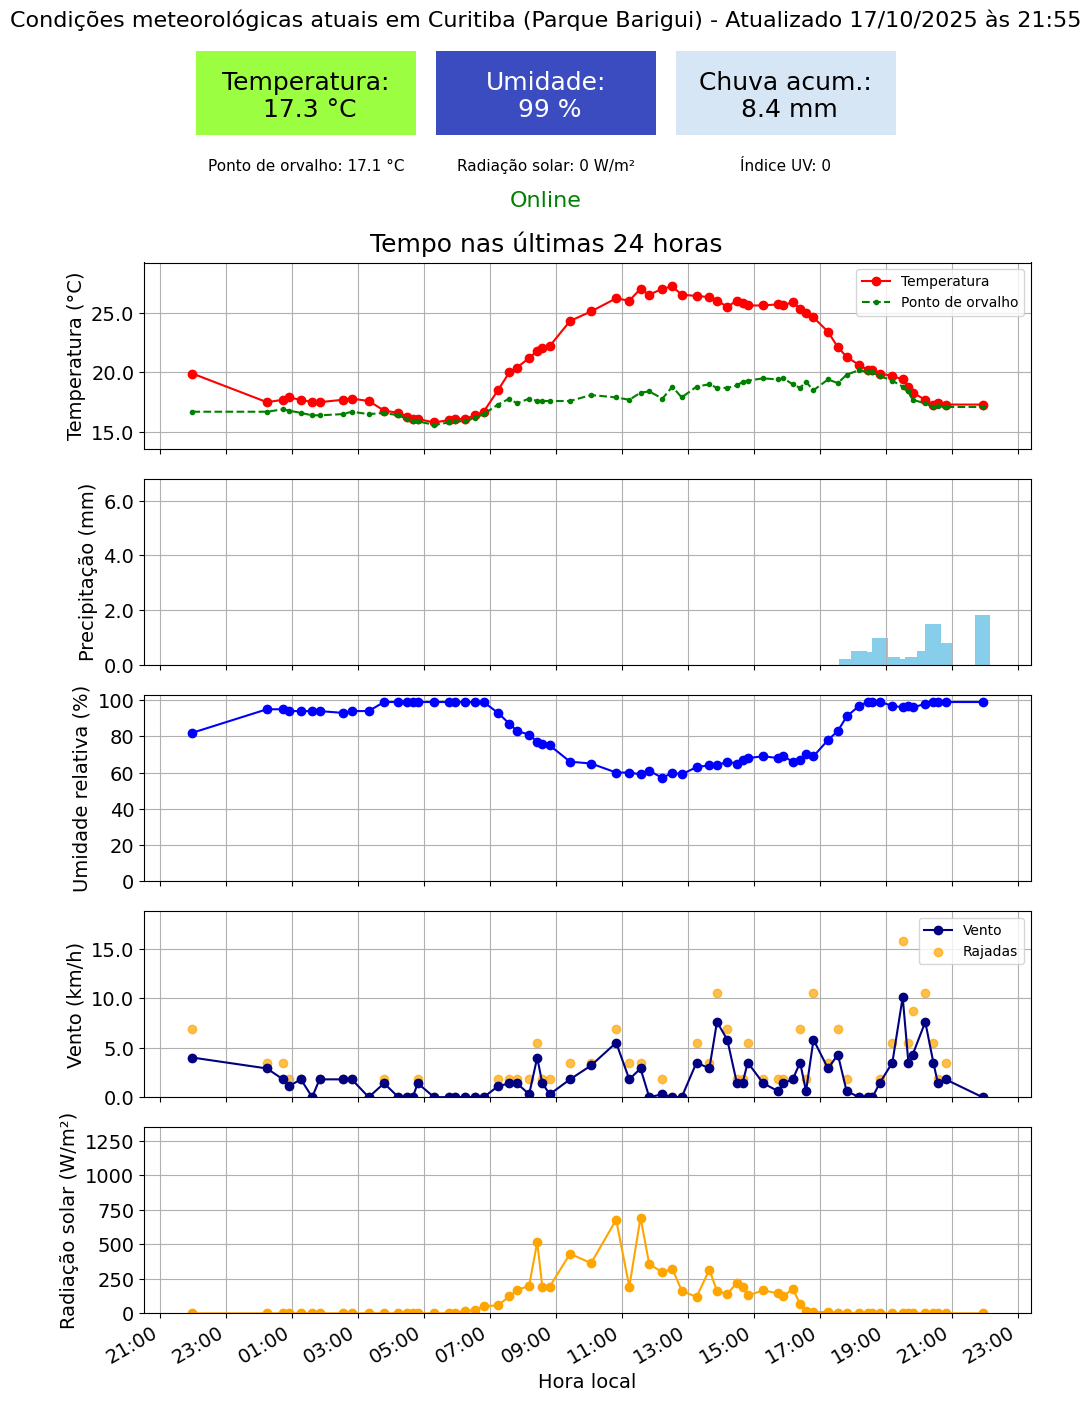 Condições meteorológicas atuais em Curitiba (Parque Barigui) - Atualizado 17/10/2025 às 21:55
Temperatura:
17.3 °C
Umidade:
99 %
Chuva acum.:
8.4 mm
Ponto de orvalho: 17.1 °C
Radiação solar: 0 W/m²
Índice UV: 0
Online
Tempo nas últimas 24 horas
Temperatura (°C)
25.0
20.0
15.0
Temperatura
Ponto de orvalho
Precipitação (mm)
6.0
4.0
2.0
0.0
Umidade relativa (%)
100
80
60
40
20
0
Vento (km/h)
15.0
10.0
5.0
0.0
Vento
Rajadas
Radiação solar (W/m²)
1250
1000
750
500
250
0
21:00
23:00
01:00
03:00
05:00
07:00
09:00
11:00
13:00
15:00
17:00
19:00
21:00
23:00
Hora local